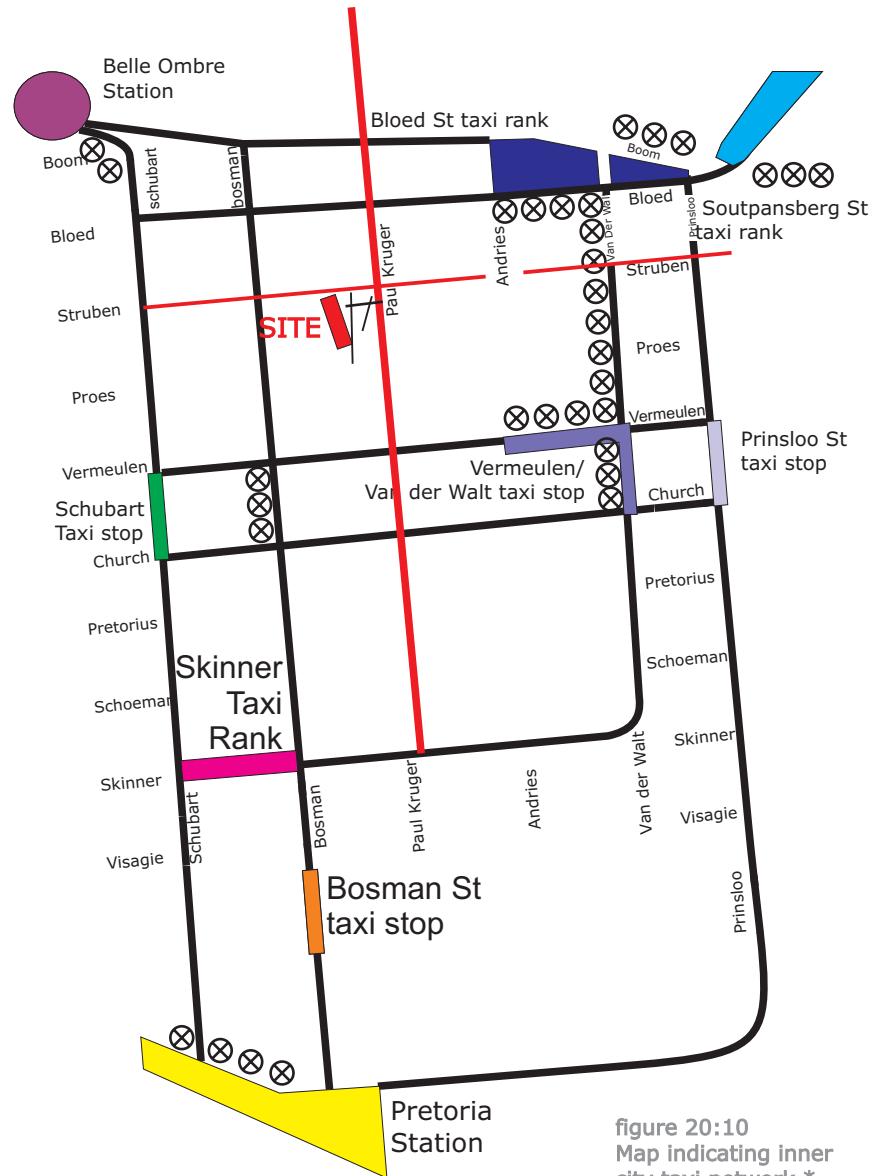 Belle Ombre
Station
Bloed St taxi rank
Boom
schubart
bosman
Boom
Bloed
Van Der Walt
Prinsloo
Soutpansberg St
taxi rank
Bloed
Paul Kruger
Andries
Struben
Struben
SITE
Proes
Proes
Vermeulen
Vermeulen
Vermeulen/
Van der Walt taxi stop
Prinsloo St
taxi stop
Schubart
Taxi stop
Church
Church
Pretorius
Pretorius
Skinner
Taxi
Rank
Schoeman
Schoeman
Skinner
Skinner
Schubart
Bosman
Paul Kruger
Andries
Van der Walt
Visagie
Visagie
Bosman St
taxi stop
Prinsloo
Pretoria
Station
figure 20:10
Map indicating inner
city taxi network *